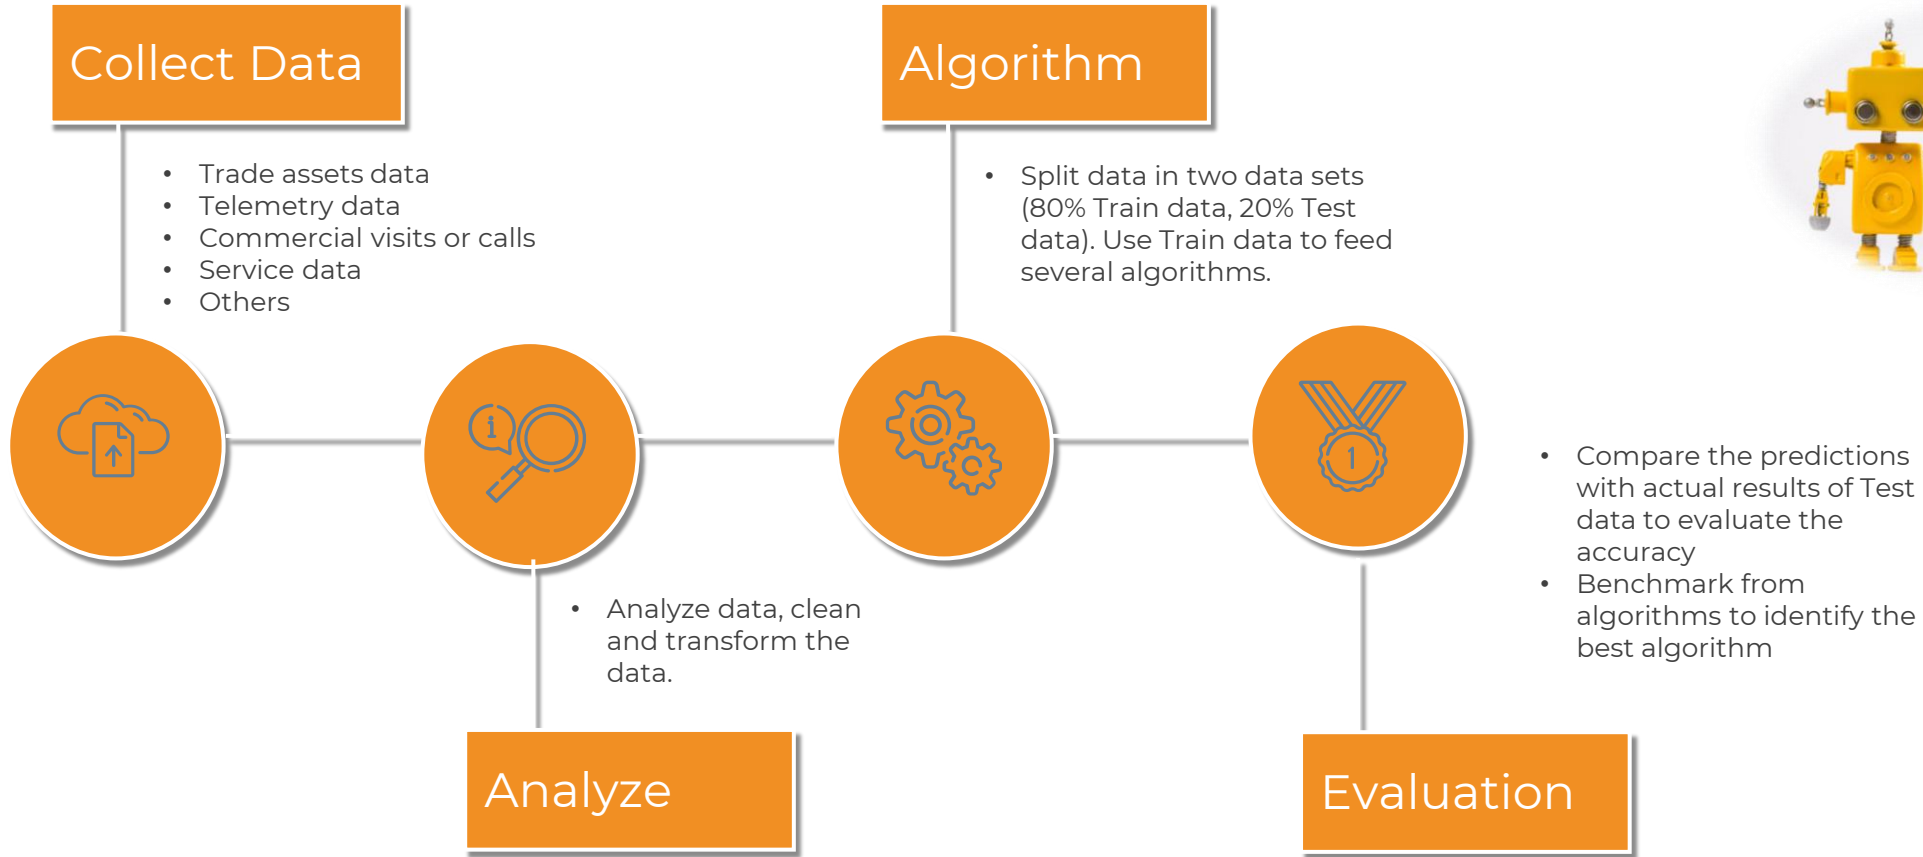 Collect Data
• Trade assets data
• Telemetry data
• Commercial visits or calls
• Service data
• Others
Algorithm
• Split data in two data sets
(80% Train data, 20% Test
data). Use Train data to feed
several algorithms.
i
1
• Analyze data, clean
and transform the
data.
Analyze
• Compare the predictions
with actual results of Test
data to evaluate the
accuracy
• Benchmark from
algorithms to identify the
best algorithm
Evaluation